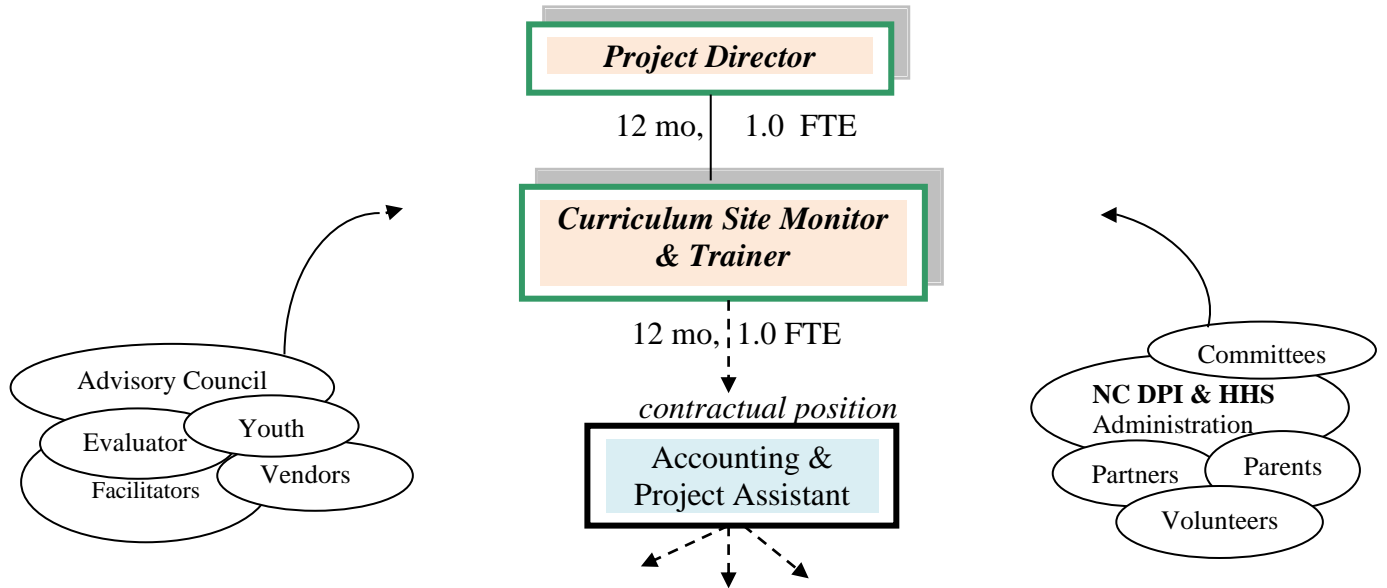 Project Director
12 mo, 1.0 FTE
Curriculum Site Monitor
& Trainer
12 mo, 1.0 FTE
contractual position
Accounting &
Project Assistant
Advisory Council
Youth
Evaluator
Vendors
Facilitators
Committees
NC DPI & HHS
Administration
Partners
Parents
Volunteers